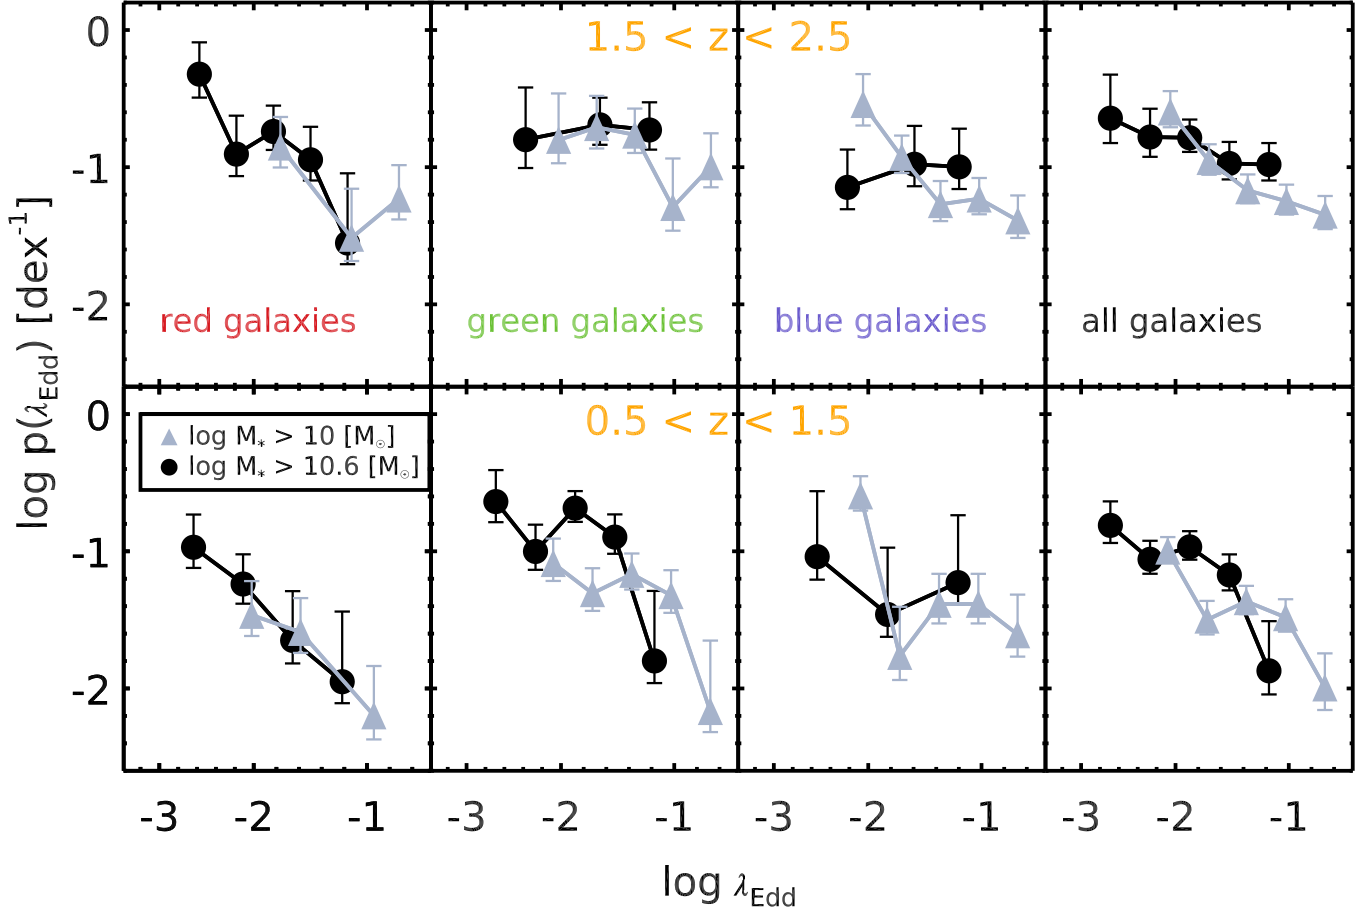 1.5 < z < 2.5
0
-1
-2
red galaxies
green galaxies
blue galaxies
all galaxies
log p(λEdd) [dex-1]
0.5 < z < 1.5
0
-1
-2
log M* > 10 [M☉]
log M* > 10.6 [M☉]
-3 -2 -1 -3 -2 -1 -3 -2 -1 -3 -2 -1
log λEdd